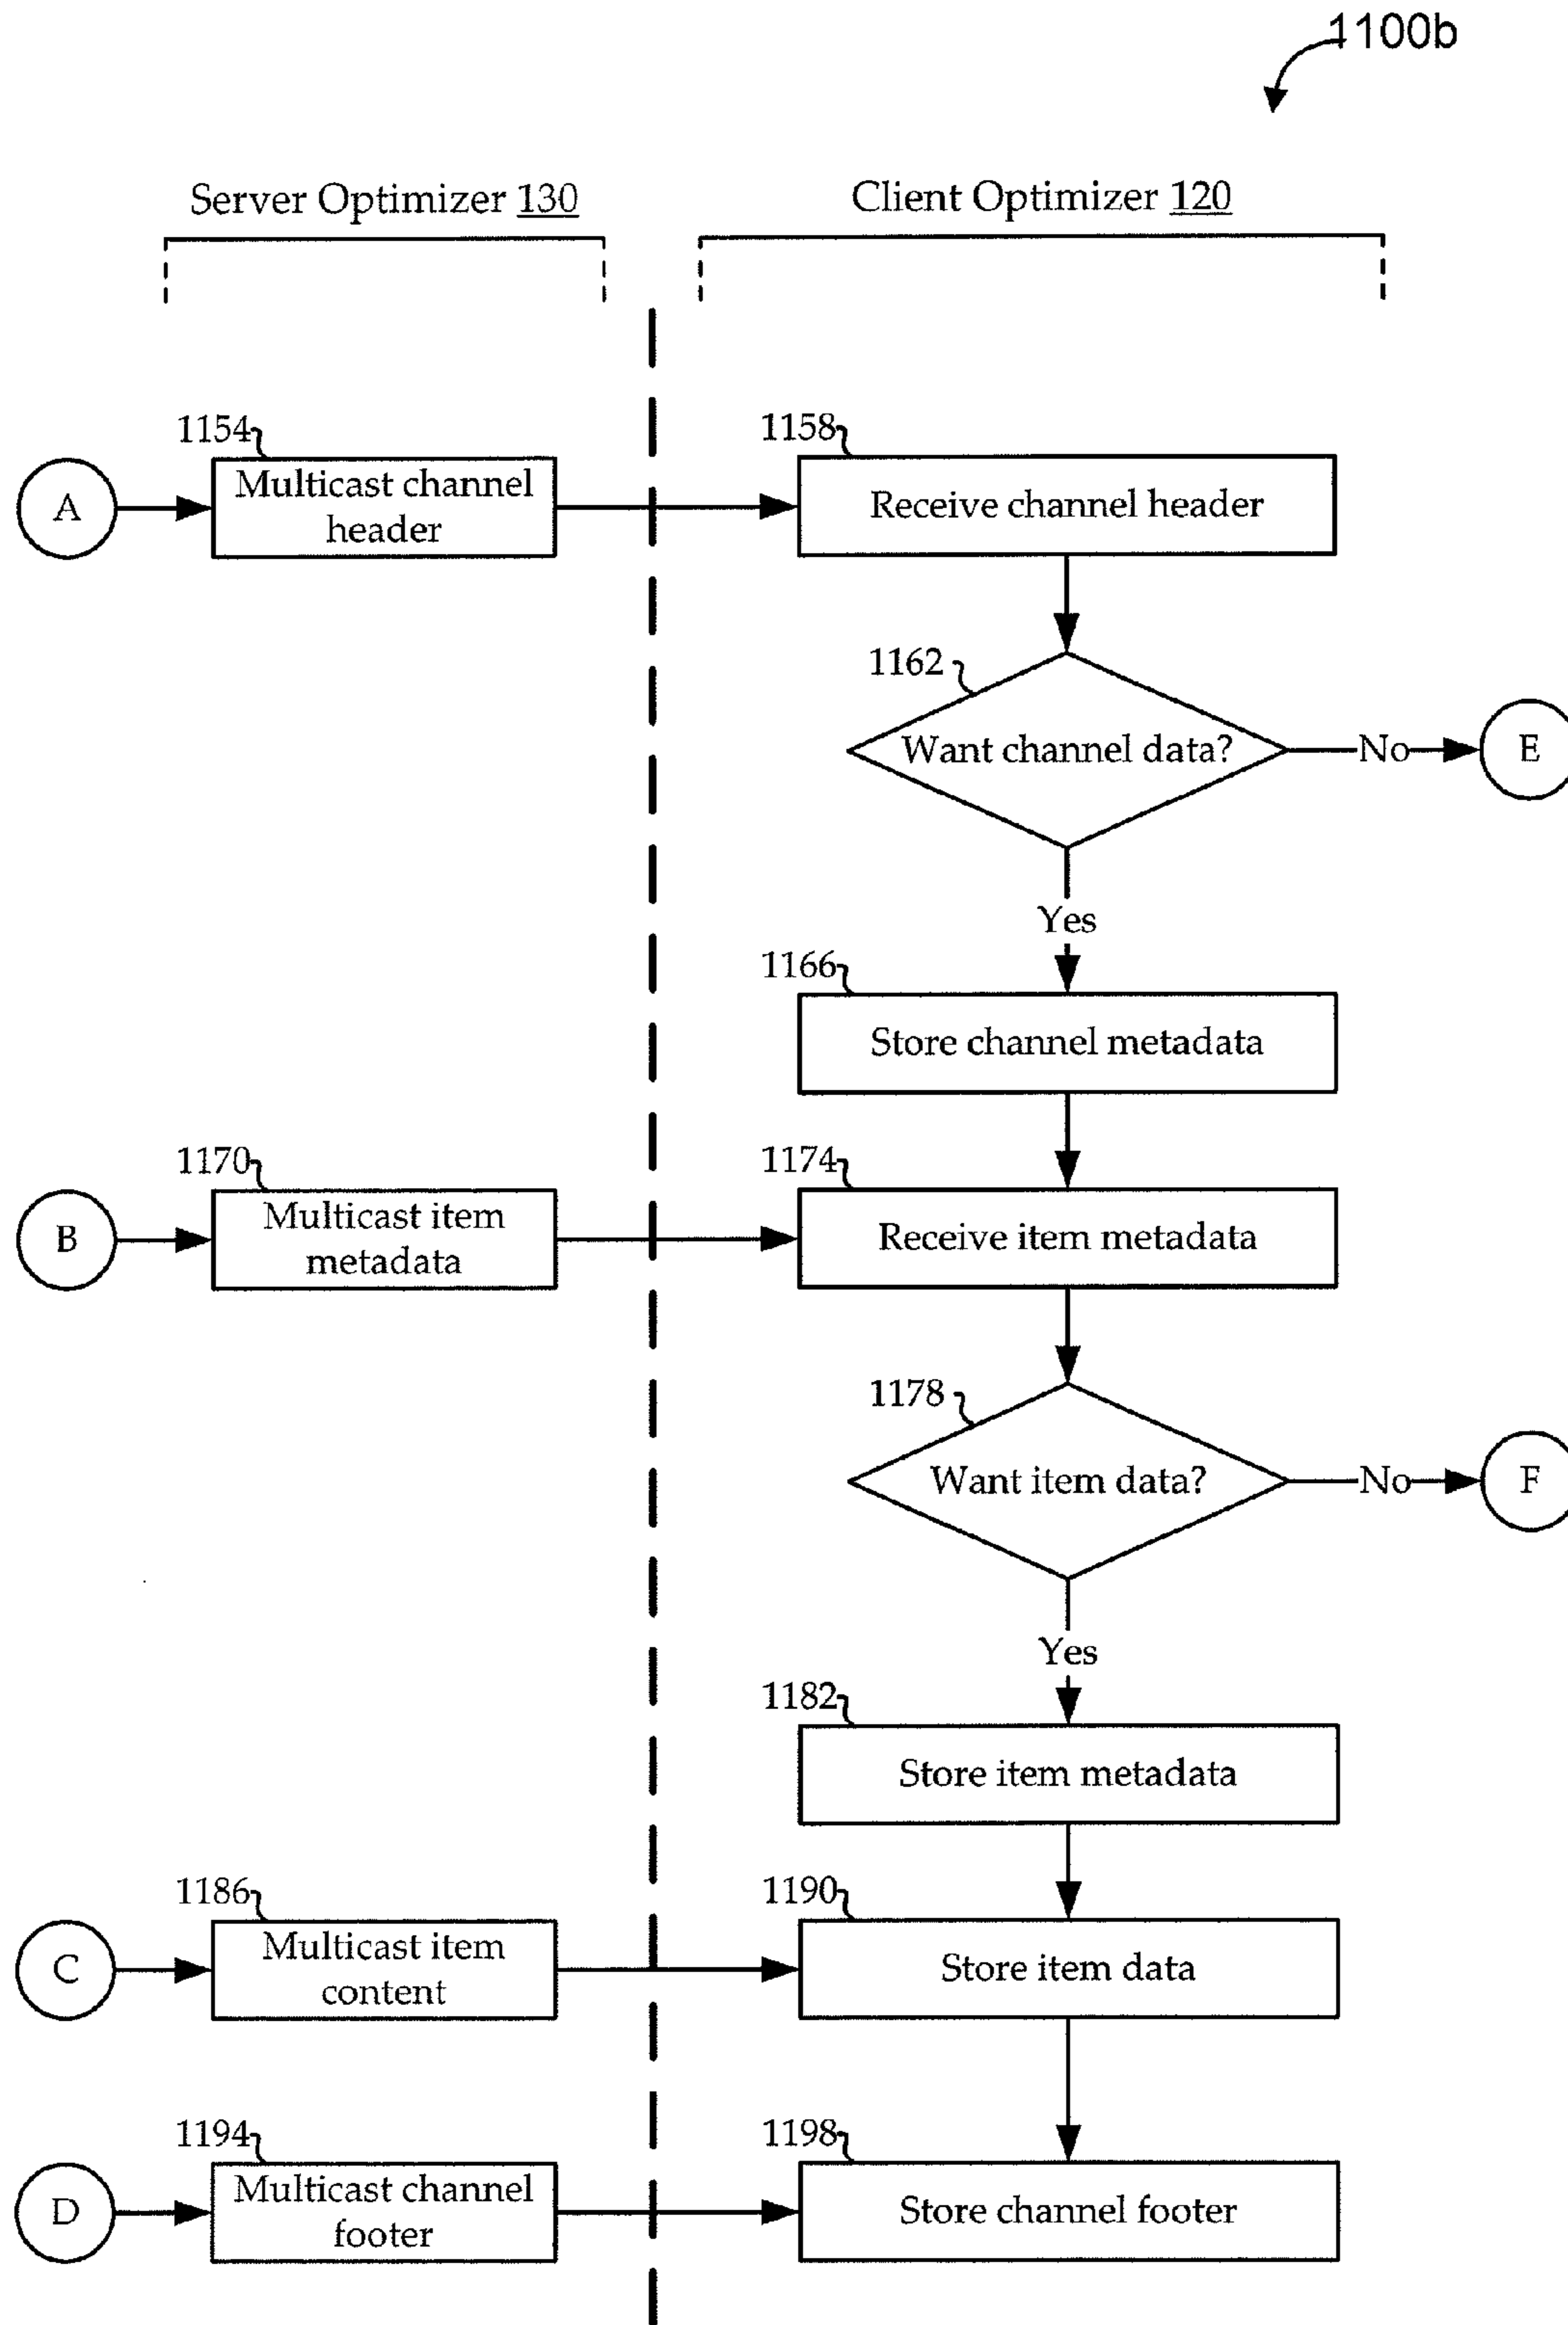 1100b
Server Optimizer 130
Client Optimizer 120
1154
1158
A
Multicast channel
header
Receive channel header
1162
Want channel data?
No
E
Yes
1166
Store channel metadata
1170
1174
B
Multicast item
metadata
Receive item metadata
1178
Want item data?
No
F
Yes
1182
Store item metadata
1186
1190
C
Multicast item
content
Store item data
1194
1198
D
Multicast channel
footer
Store channel footer